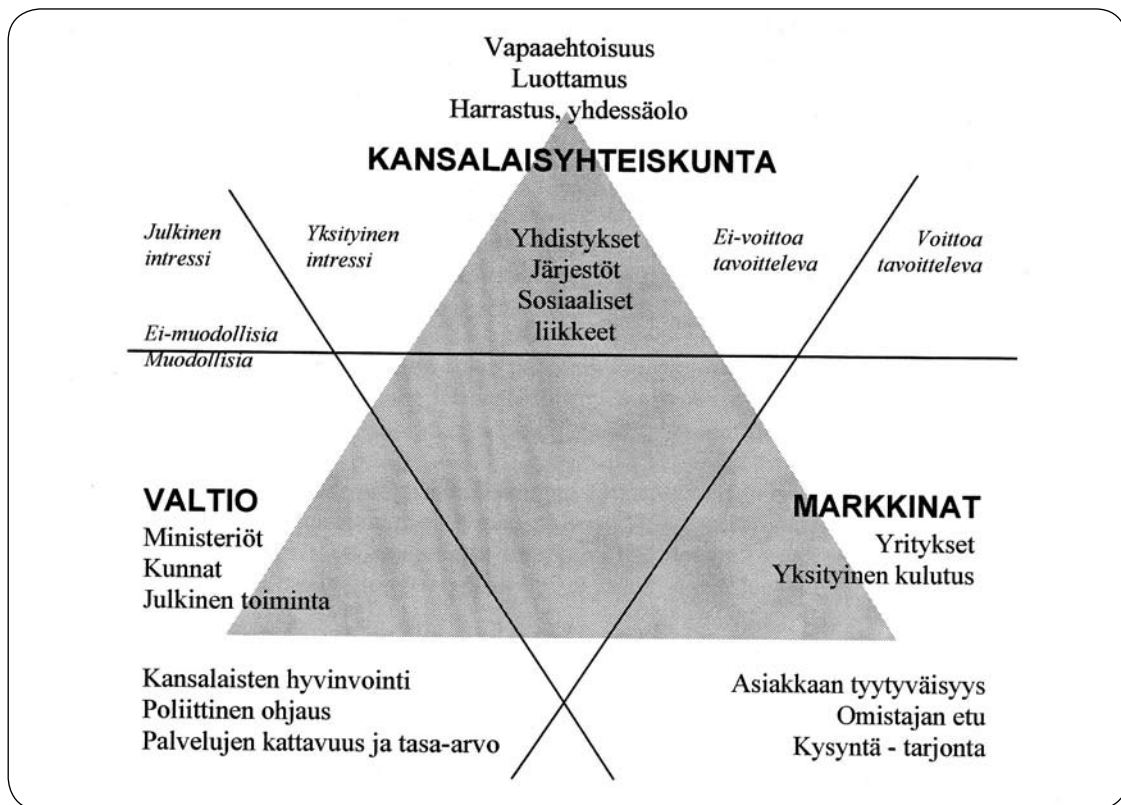 Vapaaehtoisuus
Luottamus
Harrastus, yhdessäolo
KANSALAISYHTEISKUNTA
Julkinen
intressi
Yksityinen
intressi
Yhdistykset
Järjestöt
Sosiaaliset
liikkeet
Ei-voittoa
tavoitteleva
Voittoa
tavoitteleva
Ei-muodollisia
Muodollisia
VALTIO
Ministeriöt
Kunnat
Julkinen toiminta
MARKKINAT
Yritykset
Yksityinen kulutus
Kansalaisten hyvinvointi
Poliittinen ohjaus
Palvelujen kattavuus ja tasa-arvo
Asiakkaan tyytyväisyys
Omistajan etu
Kysyntä - tarjonta